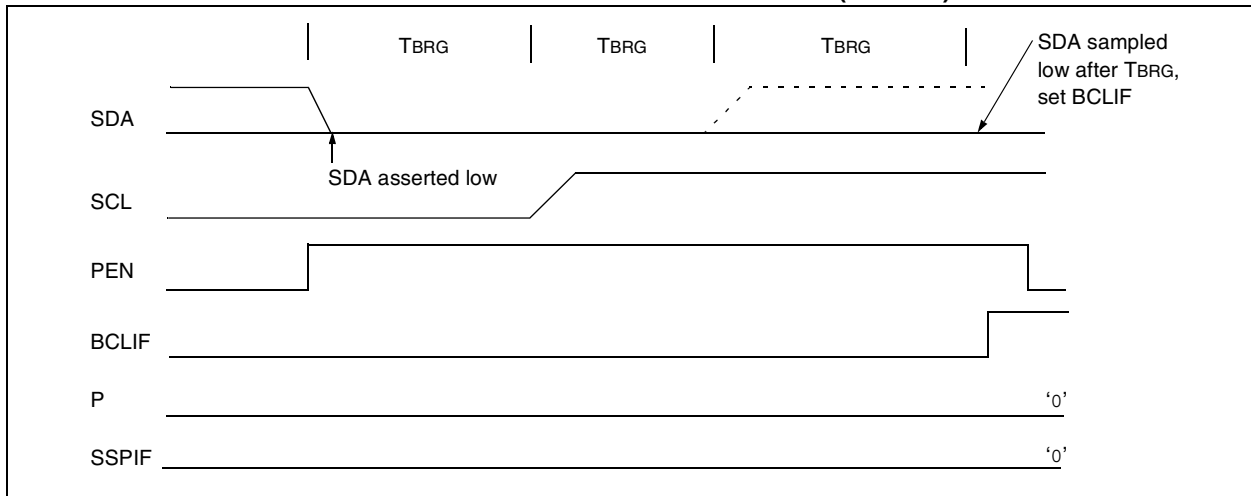 TBRG TBRG TBRG
SDA sampled
low after TBRG,
set BCLIF
SDA
SDA asserted low
SCL
PEN
BCLIF
P ‘0’
SSPIF ‘0’